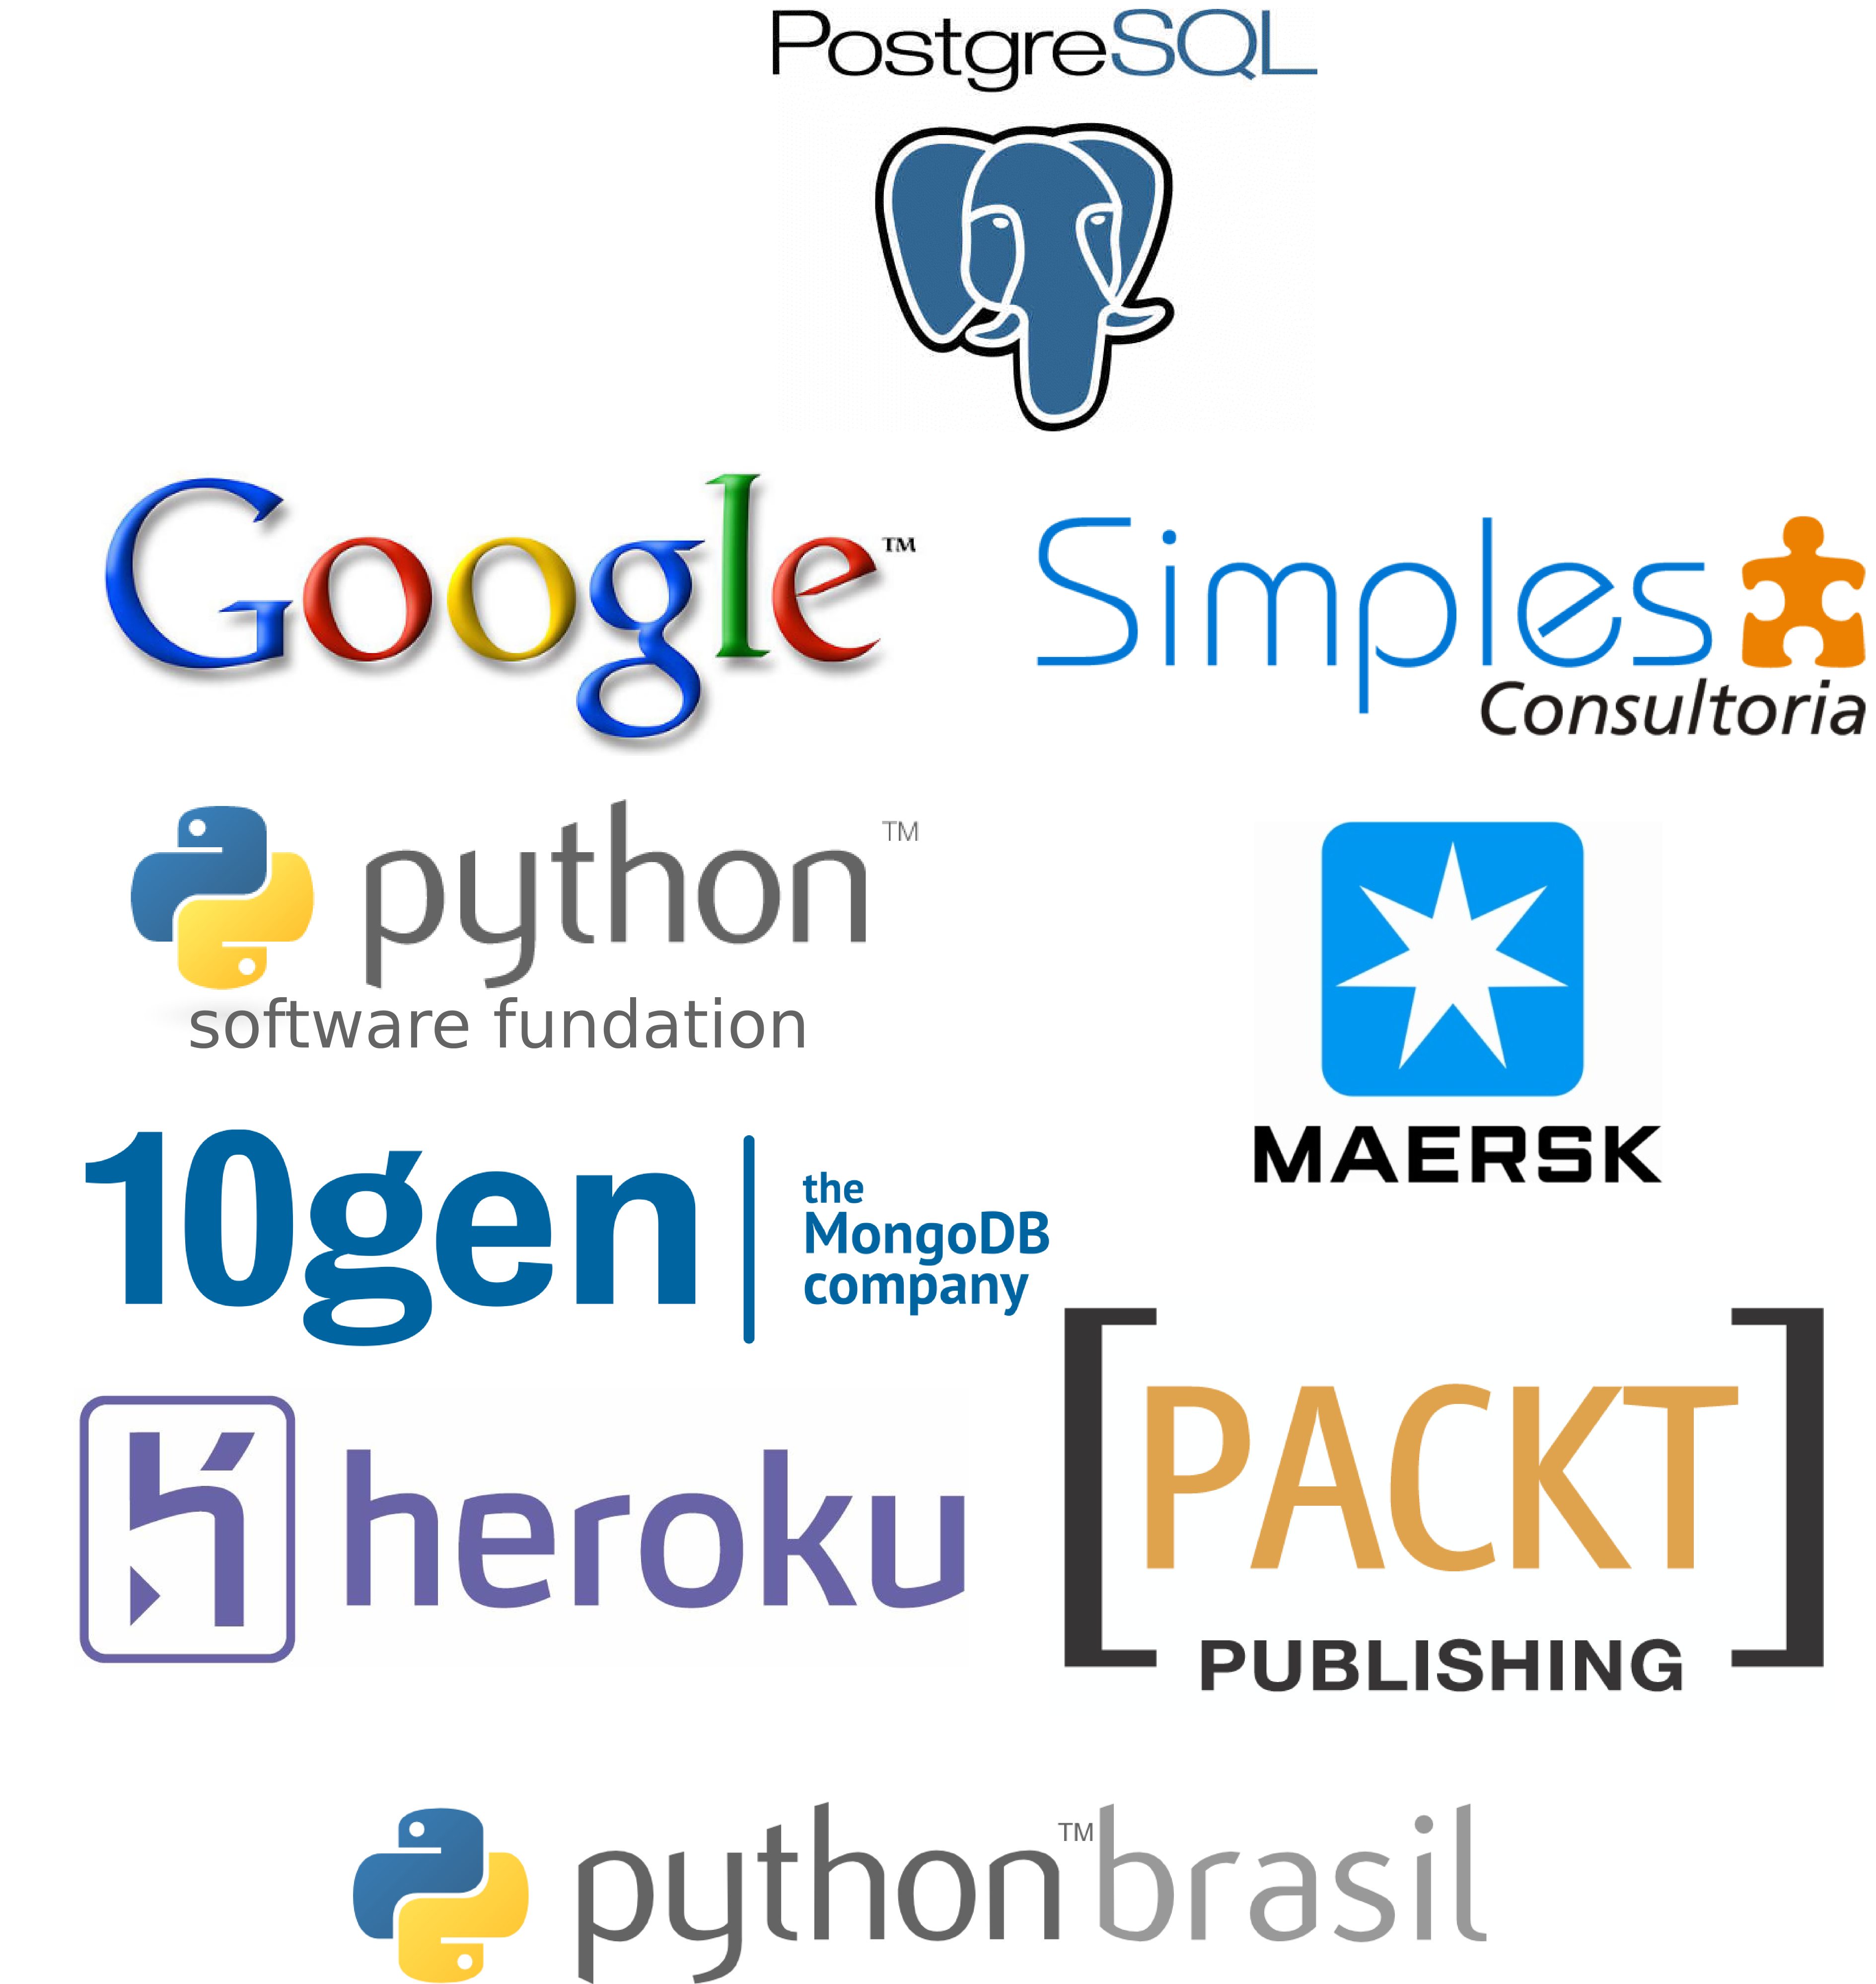 PostgreSQL
Google™
Simples
Consultoria
python™
software fundation
MAERSK
10gen
the
MongoDB
company
heroku
PACKT
PUBLISHING
python™brasil